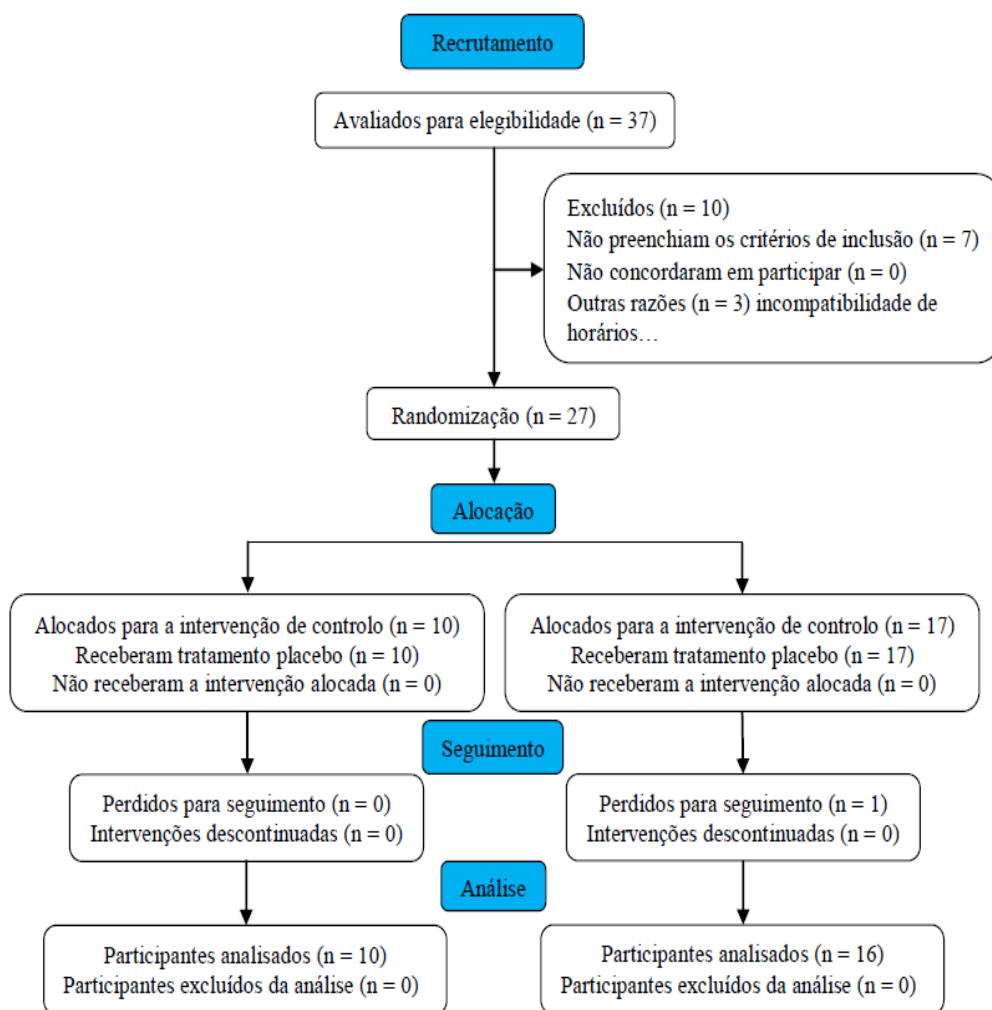 Recrutamento
Avaliados para elegibilidade (n = 37)
Excluídos (n = 10)
Não preenchiam os critérios de inclusão (n = 7)
Não concordaram em participar (n = 0)
Outras razões (n = 3) incompatibilidade de
horários…
Randomização (n = 27)
Alocação
Alocados para a intervenção de controlo (n = 10)
Receberam tratamento placebo (n = 10)
Não receberam a intervenção alocada (n = 0)
Alocados para a intervenção de controlo (n = 17)
Receberam tratamento placebo (n = 17)
Não receberam a intervenção alocada (n = 0)
Seguimento
Perdidos para seguimento (n = 0)
Intervenções descontinuadas (n = 0)
Perdidos para seguimento (n = 1)
Intervenções descontinuadas (n = 0)
Análise
Participantes analisados (n = 10)
Participantes excluídos da análise (n = 0)
Participantes analisados (n = 16)
Participantes excluídos da análise (n = 0)